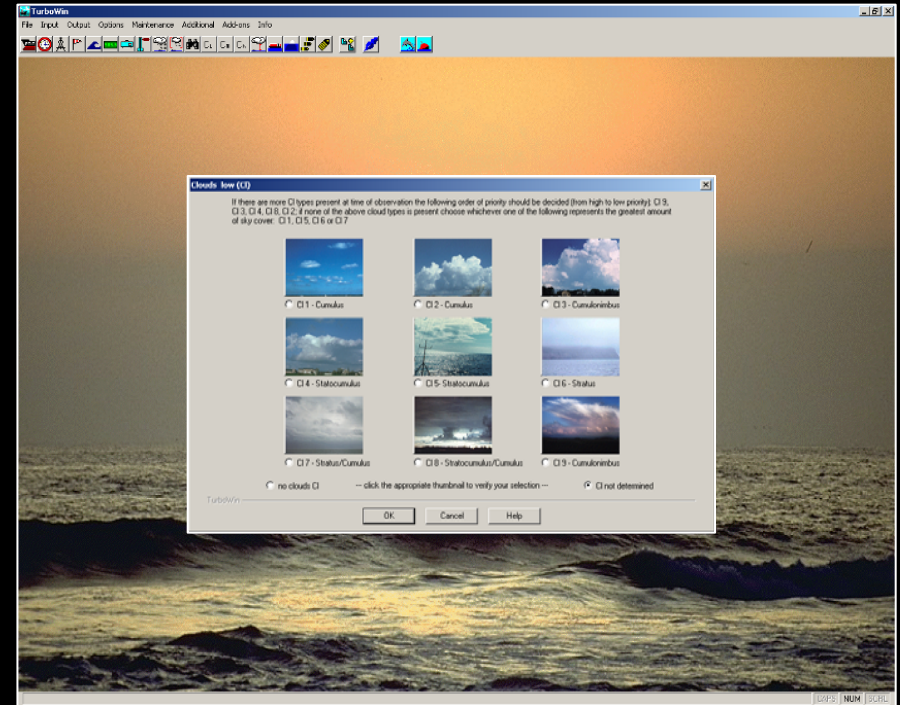 TurboWin
File Input Output Options Maintenance Additional Add-ons Info
Clouds low (Cl)
If there are more Cl types present at time of observation the following order of priority should be decided (from high to low priority): Cl 9,
Cl 3, Cl 4, Cl 8, Cl 2; if none of the above cloud types is present choose whichever one of the following represents the greatest amount
of sky cover: Cl 1, Cl 5, Cl 6 or Cl 7
Cl 1 - Cumulus Cl 2 - Cumulus Cl 3 - Cumulonimbus
Cl 4 - Statocumulus Cl 5- Stratocumulus Cl 6 - Stratus
Cl 7 - Stratus/Cumulus Cl 8 - Stratocumulus/Cumulus Cl 9 - Cumulonimbus
no clouds Cl -- click the appropriate thumbnail to verify your selection -- Cl not determined
TurboWin
OK Cancel Help
CAPS NUM SCRL